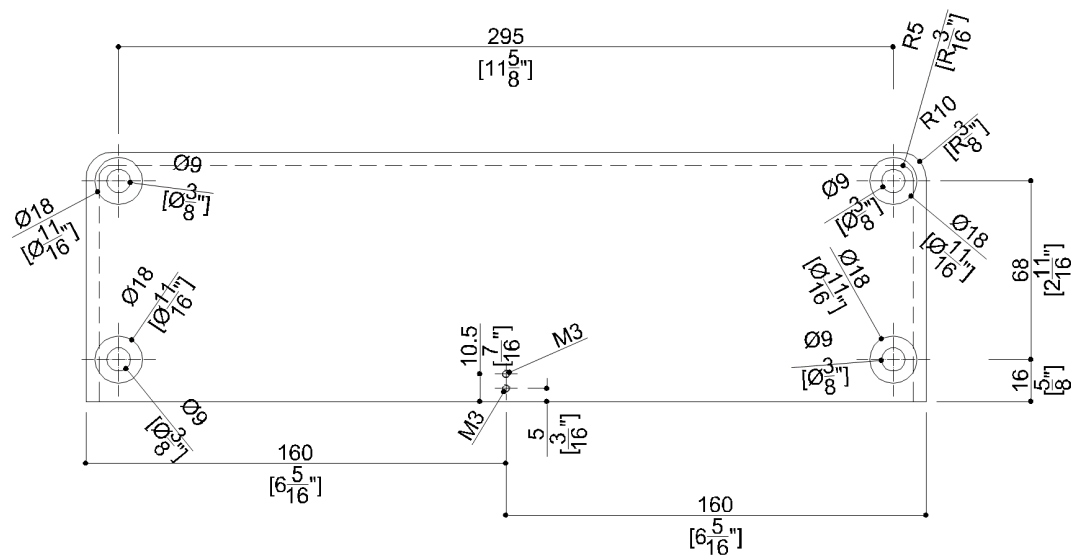 295
[11 5/8"]
R5
[R 3/16"]
R10
[R 3/8"]
Ø9
[Ø 3/8"]
Ø18
[Ø 11/16"]
Ø9
[Ø 3/8"]
Ø18
[Ø 11/16"]
Ø18
[Ø 11/16"]
Ø18
[Ø 11/16"]
68
[2 11/16"]
10.5
[7/16"]
M3
Ø9
[Ø 3/8"]
16
[5/8"]
Ø9
[Ø 3/8"]
M3
5
[3/16"]
160
[6 5/16"]
160
[6 5/16"]